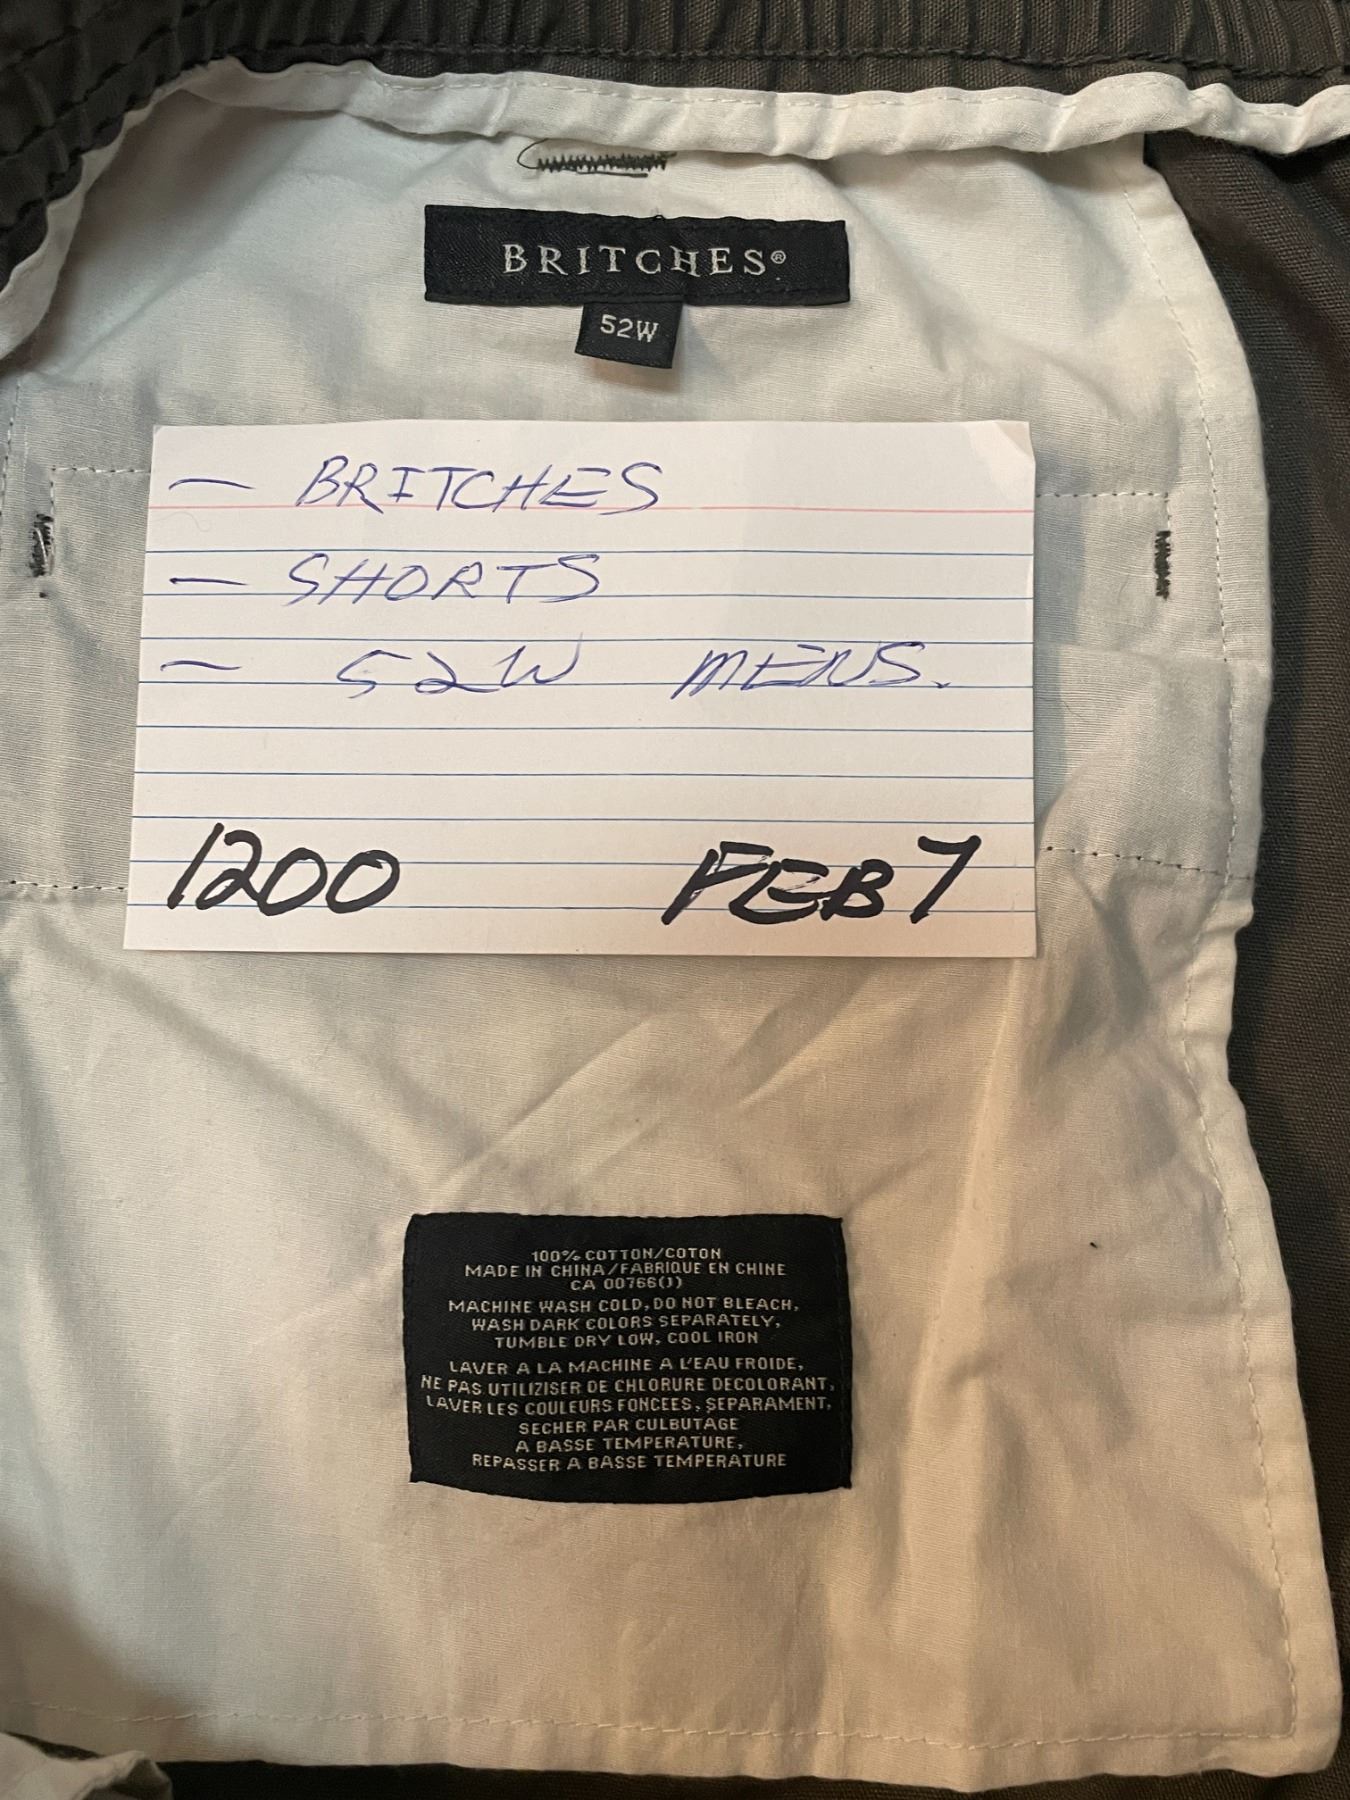 BRITCHES®
52W
- BRITCHES
- SHORTS
- 52W MENS.
1200 FEB 7
100% COTTON/COTON
MADE IN CHINA/FABRIQUE EN CHINE
CA 00766(J)
MACHINE WASH COLD, DO NOT BLEACH,
WASH DARK COLORS SEPARATELY,
TUMBLE DRY LOW, COOL IRON
LAVER A LA MACHINE A L'EAU FROIDE,
NE PAS UTILIZISER DE CHLORURE DECOLORANT,
LAVER LES COULEURS FONCEES, SEPARAMENT,
SECHER PAR CULBUTAGE
A BASSE TEMPERATURE,
REPASSER A BASSE TEMPERATURE